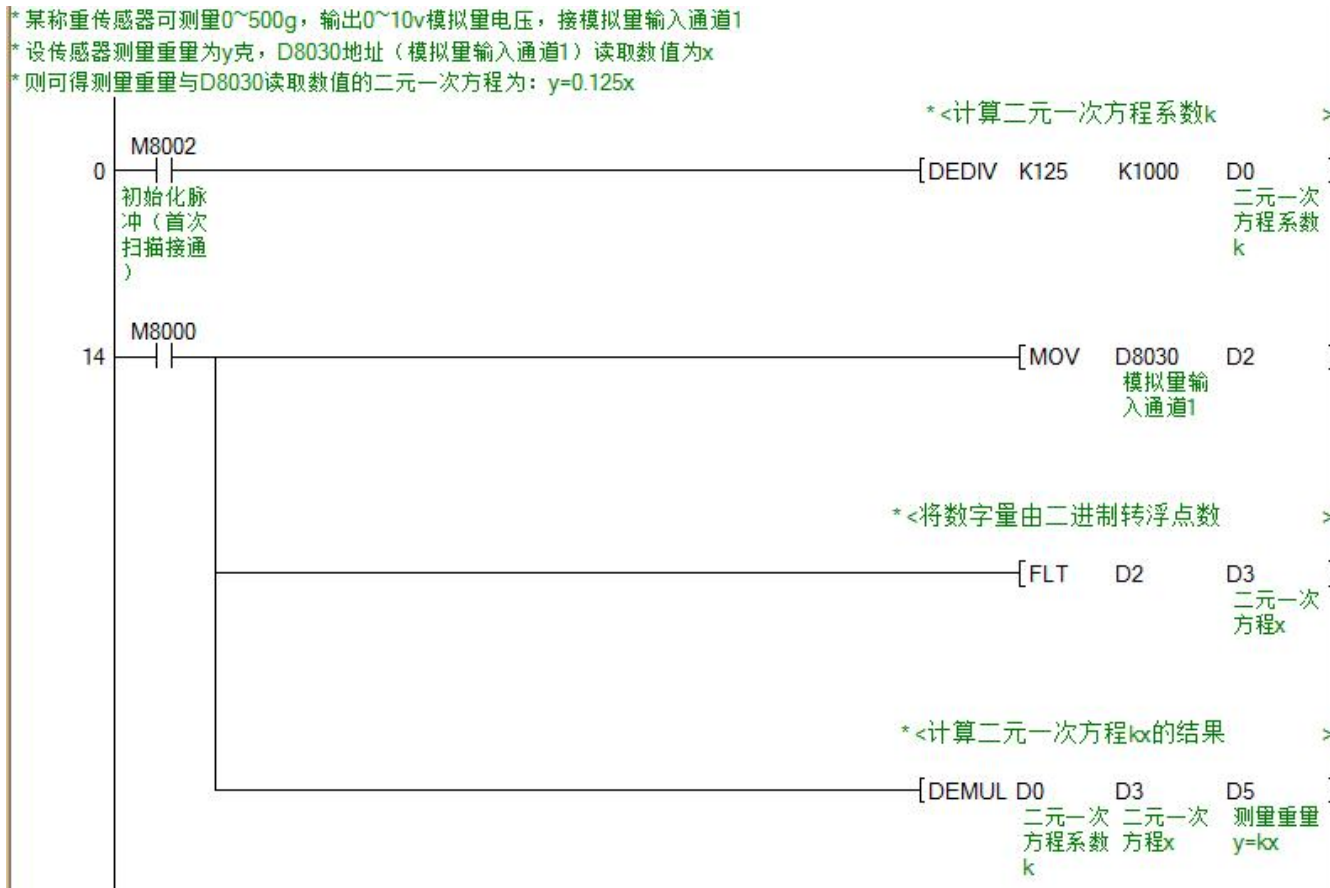 * 某称重传感器可测量0~500g，输出0~10v模拟量电压，接模拟量输入通道1
* 设传感器测量重量为y克，D8030地址（模拟量输入通道1）读取数值为x
* 则可得测量重量与D8030读取数值的二元一次方程为：y=0.125x
* <计算二元一次方程系数k >
M8002
0 [DEDIV K125 K1000 D0 ]
初始化脉
冲（首次
扫描接通
）
二元一次
方程系数
k
M8000
14 [MOV D8030 D2 ]
模拟量输
入通道1
* <将数字量由二进制转浮点数 >
[FLT D2 D3 ]
二元一次
方程x
* <计算二元一次方程kx的结果 >
[DEMUL D0 D3 D5 ]
二元一次 二元一次 测量重量
方程系数 方程x y=kx
k